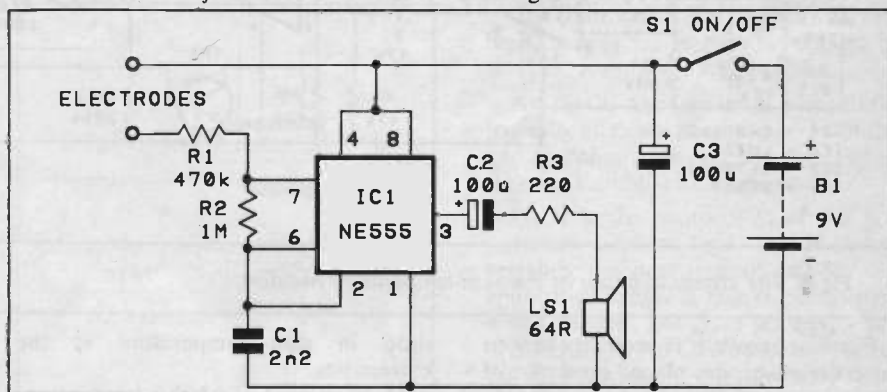 S1 ON/OFF
ELECTRODES
R1
470k
4 8
C2
100u
R3
220
C3
100u
B1
9V
R2
1M
7
6
IC1
NE555
3
2 1
LS1
64R
C1
2n2
+
+
+
-